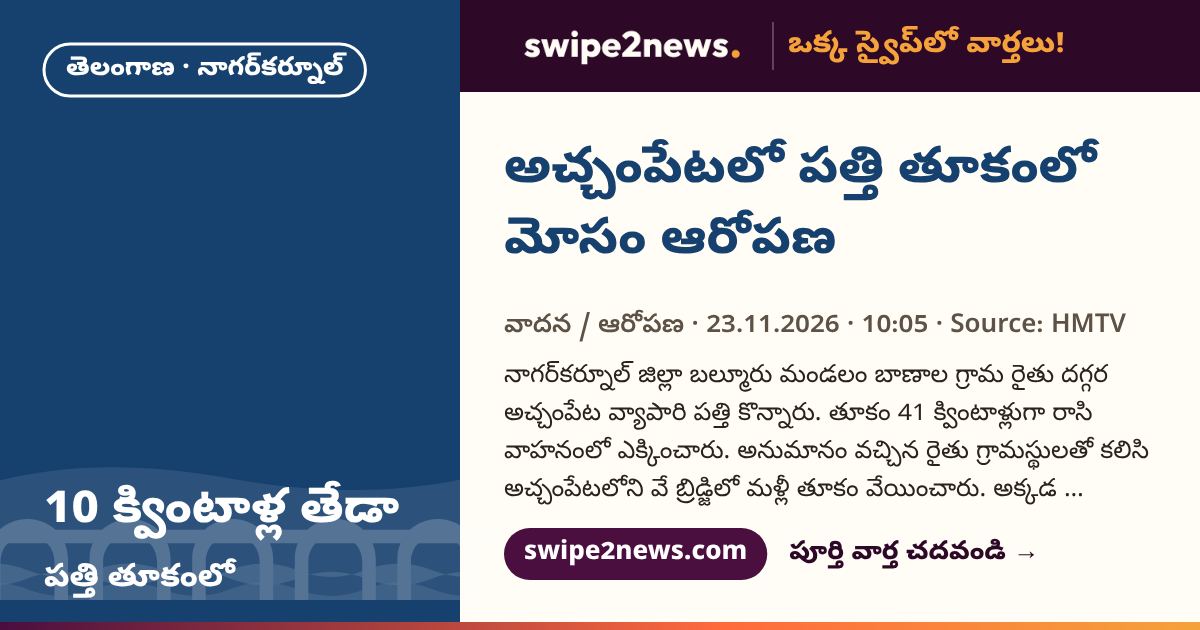 తెలంగాణ · నాగర్‌కర్నూల్
swipe2news.
ఒక్క స్వైప్‌లో వార్తలు!
అచ్చంపేటలో పత్తి తూకంలో
మోసం ఆరోపణ
వాదన / ఆరోపణ · 23.11.2026 · 10:05 · Source: HMTV
నాగర్‌కర్నూల్ జిల్లా బల్మూరు మండలం బాణాల గ్రామ రైతు దగ్గర
అచ్చంపేట వ్యాపారి పత్తి కొన్నారు. తూకం 41 క్వింటాళ్లుగా రాసి
వాహనంలో ఎక్కించారు. అనుమానం వచ్చిన రైతు గ్రామస్థులతో కలిసి
అచ్చంపేటలోని వే బ్రిడ్జిలో మళ్లీ తూకం వేయించారు. అక్కడ ...
10 క్వింటాళ్ల తేడా
పత్తి తూకంలో
swipe2news.com
పూర్తి వార్త చదవండి →